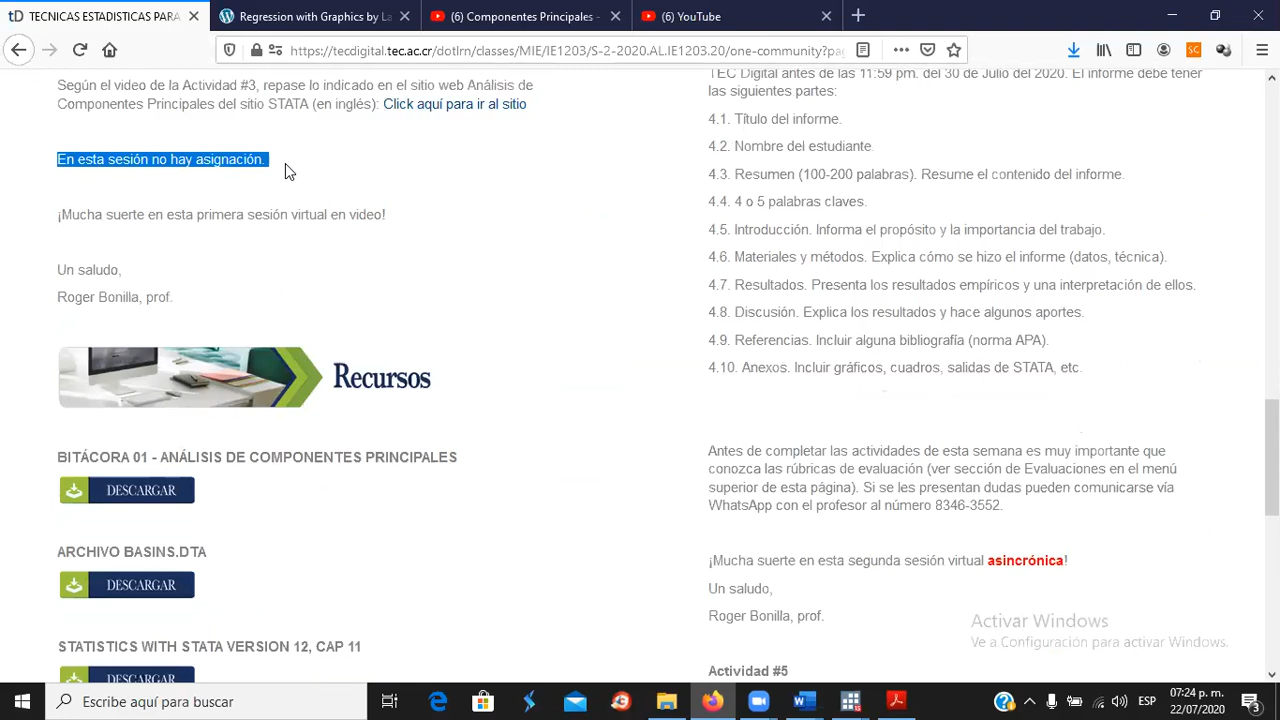 TECNICAS ESTADISTICAS PARA
Regression with Graphics by La
(6) Componentes Principales -
(6) YouTube
https://tecdigital.tec.ac.cr/dotlrn/classes/MIE/IE1203/S-2-2020.AL.IE1203.20/one-community?pa
Según el video de la Actividad #3, repase lo indicado en el sitio web Análisis de
Componentes Principales del sitio STATA (en inglés): Click aquí para ir al sitio
En esta sesión no hay asignación.
¡Mucha suerte en esta primera sesión virtual en video!
Un saludo,
Roger Bonilla, prof.
Recursos
BITÁCORA 01 - ANÁLISIS DE COMPONENTES PRINCIPALES
DESCARGAR
ARCHIVO BASINS.DTA
DESCARGAR
STATISTICS WITH STATA VERSION 12, CAP 11
DESCARGAR
TEC Digital antes de las 11:59 pm. del 30 de Julio del 2020. El informe debe tener
las siguientes partes:
4.1. Título del informe.
4.2. Nombre del estudiante.
4.3. Resumen (100-200 palabras). Resume el contenido del informe.
4.4. 4 o 5 palabras claves.
4.5. Introducción. Informa el propósito y la importancia del trabajo.
4.6. Materiales y métodos. Explica cómo se hizo el informe (datos, técnica).
4.7. Resultados. Presenta los resultados empíricos y una interpretación de ellos.
4.8. Discusión. Explica los resultados y hace algunos aportes.
4.9. Referencias. Incluir alguna bibliografía (norma APA).
4.10. Anexos. Incluir gráficos, cuadros, salidas de STATA, etc.
Antes de completar las actividades de esta semana es muy importante que
conozca las rúbricas de evaluación (ver sección de Evaluaciones en el menú
superior de esta página). Si se les presentan dudas pueden comunicarse vía
WhatsApp con el profesor al número 8346-3552.
¡Mucha suerte en esta segunda sesión virtual asincrónica!
Un saludo,
Roger Bonilla, prof.
Actividad #5
Activar Windows
Ve a Configuración para activar Windows.
Escribe aquí para buscar
ESP
07:24 p. m.
22/07/2020